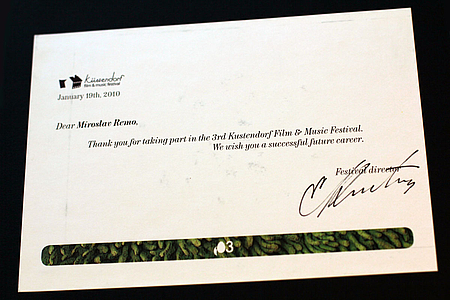 Küstendorf
film & music festival
January 19th, 2010
Dear Miroslav Remo,
Thank you for taking part in the 3rd Kustendorf Film & Music Festival.
We wish you a successful future career.
Festival director
03